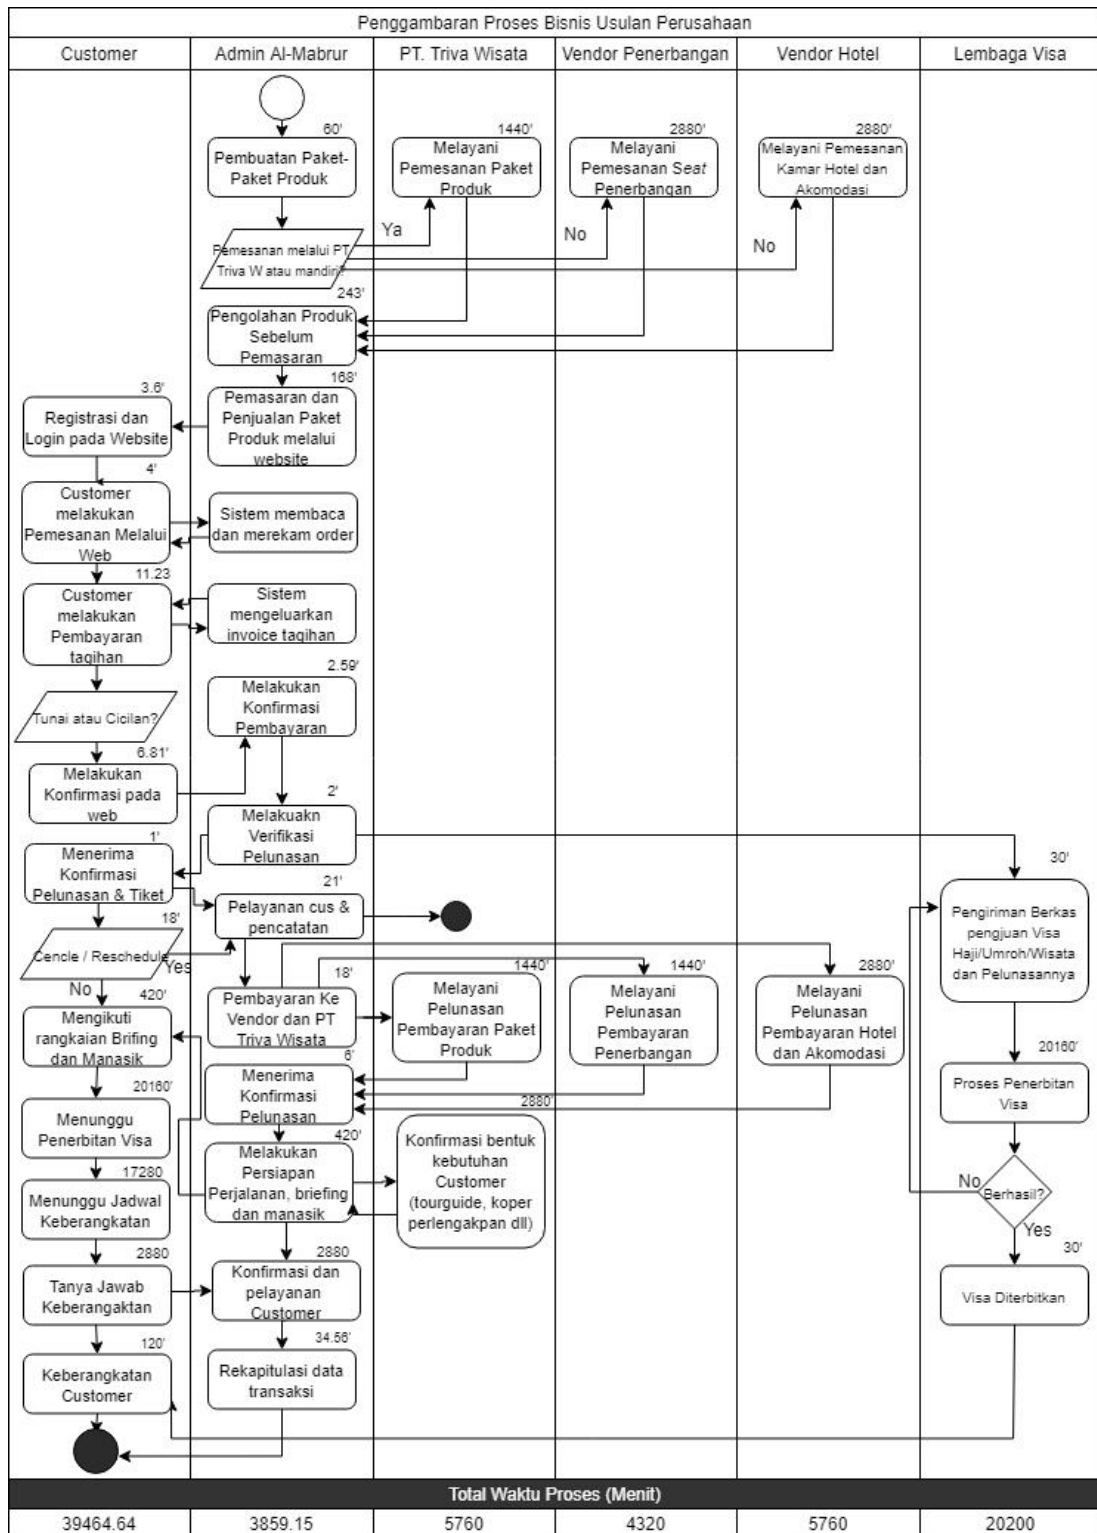 Penggambaran Proses Bisnis Usulan Perusahaan
Customer
Admin Al-Mabrur
PT. Triva Wisata
Vendor Penerbangan
Vendor Hotel
Lembaga Visa
60'
Pembuatan Paket-
Paket Produk
1440'
Melayani
Pemesanan Paket
Produk
2880'
Melayani
Pemesanan Seat
Penerbangan
2880'
Melayani Pemesanan
Kamar Hotel dan
Akomodasi
Ya
No
No
Pemesanan melalui PT
Triva W atau mandiri?
243'
Pengolahan Produk
Sebelum
Pemasaran
168'
Pemasaran dan
Penjualan Paket
Produk melalui
website
3.6'
Registrasi dan
Login pada Website
4'
Customer
melakukan
Pemesanan Melalui
Web
Sistem membaca
dan merekam order
11.23
Customer
melakukan
Pembayaran
tagihan
Sistem
mengeluarkan
invoice tagihan
Tunai atau Cicilan?
2.59'
Melakukan
Konfirmasi
Pembayaran
6.81'
Melakukan
Konfirmasi pada
web
2'
Melakuakn
Verifikasi
Pelunasan
1'
Menerima
Konfirmasi
Pelunasan & Tiket
21'
Pelayanan cus &
pencatatan
30'
Pengiriman Berkas
pengjuan Visa
Haji/Umroh/Wisata
dan Pelunasannya
18'
Cencle / Reschedule
Yes
No
18'
Pembayaran Ke
Vendor dan PT
Triva Wisata
1440'
Melayani
Pelunasan
Pembayaran Paket
Produk
1440'
Melayani
Pelunasan
Pembayaran
Penerbangan
2880'
Melayani
Pelunasan
Pembayaran Hotel
dan Akomodasi
420'
Mengikuti
rangkaian Brifing
dan Manasik
6'
Menerima
Konfirmasi
Pelunasan
2880'
20160'
Proses Penerbitan
Visa
20160'
Menunggu
Penerbitan Visa
420'
Melakukan
Persiapan
Perjalanan, briefing
dan manasik
Konfirmasi bentuk
kebutuhan
Customer
(tourguide, koper
perlengakpan dll)
No
Berhasil?
Yes
17280
Menunggu Jadwal
Keberangkatan
2880
Tanya Jawab
Keberangaktan
2880
Konfirmasi dan
pelayanan
Customer
30'
Visa Diterbitkan
120'
Keberangkatan
Customer
34.56'
Rekapitulasi data
transaksi
Total Waktu Proses (Menit)
39464.64
3859.15
5760
4320
5760
20200